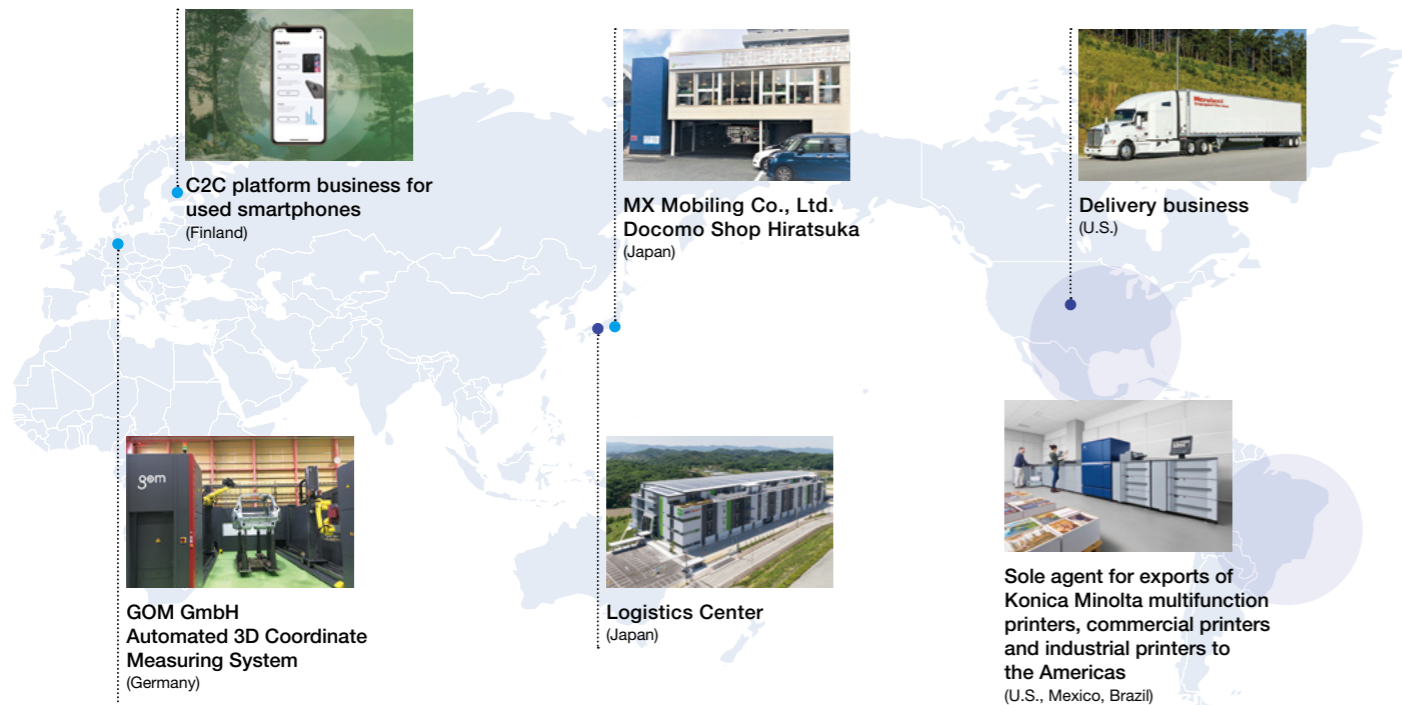 Market
C2C platform business for
used smartphones
(Finland)
MX Mobiling Co., Ltd.
Docomo Shop Hiratsuka
(Japan)
Delivery business
(U.S.)
gom
GOM GmbH
Automated 3D Coordinate
Measuring System
(Germany)
Logistics Center
(Japan)
Sole agent for exports of
Konica Minolta multifunction
printers, commercial printers
and industrial printers to
the Americas
(U.S., Mexico, Brazil)